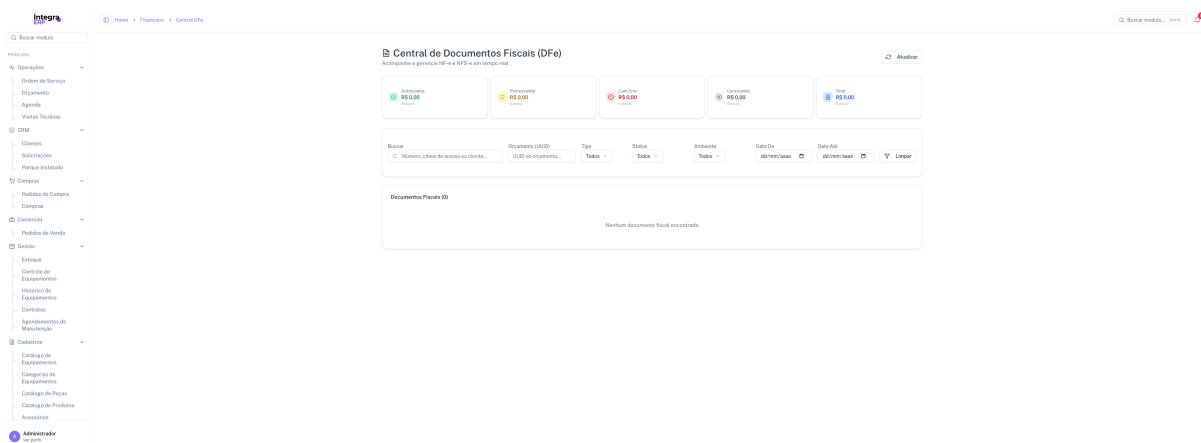 integra
ERP
Home > Financeiro > Central DFe
Buscar modulo...
Buscar modulo
PRINCIPAL
Operações
Ordem de Serviço
Orçamento
Agenda
Visitas Técnicas
CRM
Clientes
Solicitações
Parque Instalado
Compras
Pedidos de Compra
Compras
Comercial
Pedidos de Venda
Gestão
Estoque
Controle de
Equipamentos
Histórico de
Equipamentos
Contratos
Agendamentos de
Manutenção
Cadastros
Catálogo de
Equipamentos
Categorias de
Equipamentos
Catálogo de Peças
Catálogo de Produtos
Acessórios
A
Administrador
Ver perfil
Central de Documentos Fiscais (DFe)
Acompanhe e gerencie NF-e e NFS-e em tempo real
Atualizar
Autorizadas
R$ 0,00
Processando
R$ 0,00
Com Erro
R$ 0,00
Canceladas
R$ 0,00
Total
R$ 0,00
Buscar
Número, chave de acesso ou cliente...
Orçamento (UUID)
UUID do orçamento...
Tipo
Todos
Status
Todos
Ambiente
Todos
Data De
dd/mm/aaaa
Data Até
dd/mm/aaaa
Limpar
Documentos Fiscais (0)
Nenhum documento fiscal encontrado